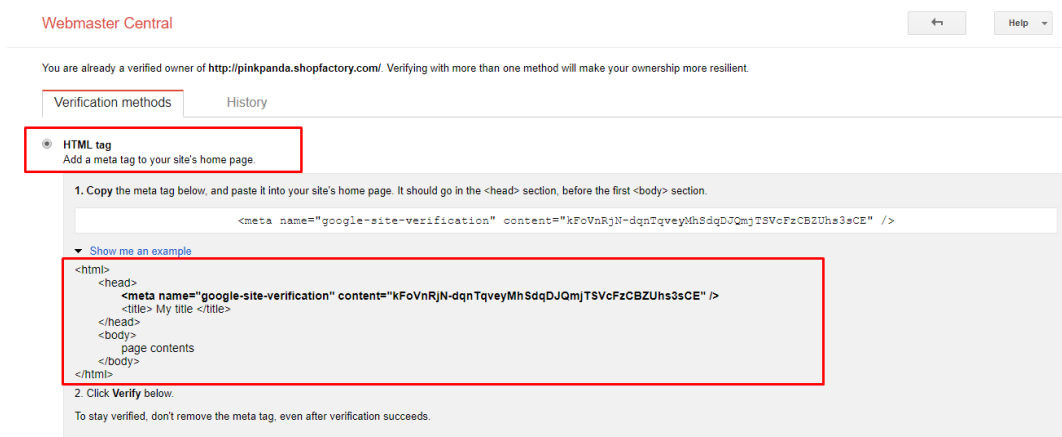 Webmaster Central
Help
You are already a verified owner of http://pinkpanda.shopfactory.com/. Verifying with more than one method will make your ownership more resilient.
Verification methods
History
HTML tag
Add a meta tag to your site's home page.
1. Copy the meta tag below, and paste it into your site's home page. It should go in the <head> section, before the first <body> section.
<meta name="google-site-verification" content="kFoVnRjN-dqnTqveyMhSdqDJQmjTSVcFzCBZUhs3sCE" />
Show me an example
<html>
<head>
<meta name="google-site-verification" content="kFoVnRjN-dqnTqveyMhSdqDJQmjTSVcFzCBZUhs3sCE" />
<title> My title </title>
</head>
<body>
page contents
</body>
</html>
2. Click Verify below.
To stay verified, don't remove the meta tag, even after verification succeeds.